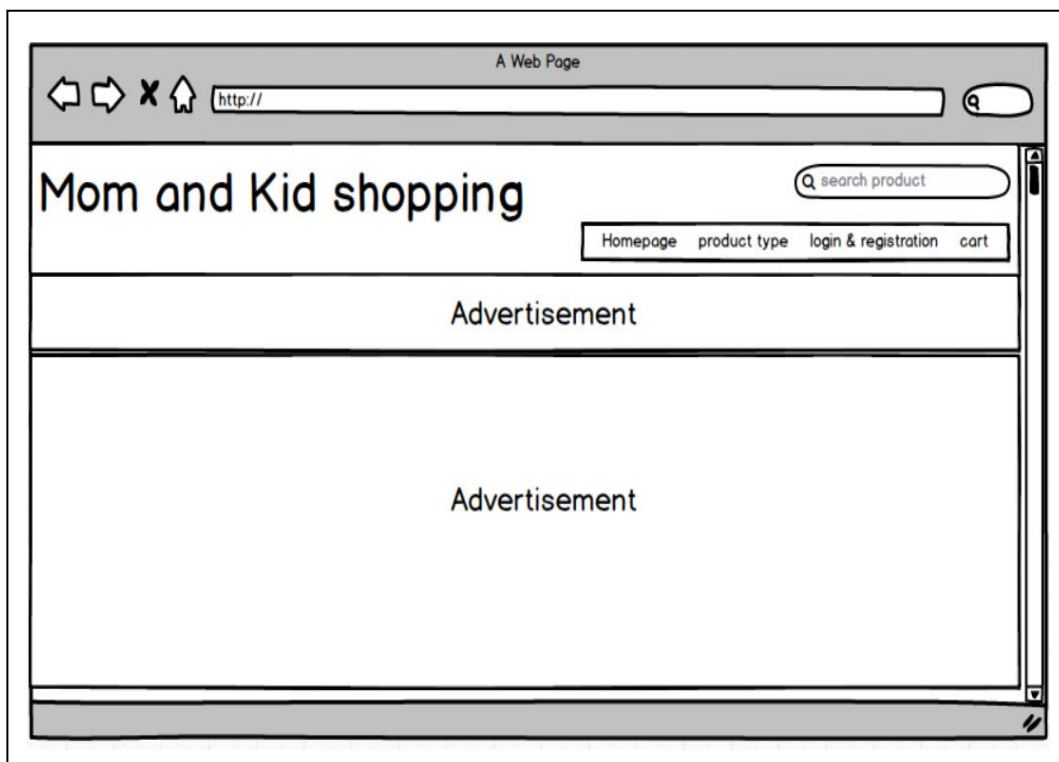 A Web Page
http://
Mom and Kid shopping
search product
Homepage product type login & registration cart
Advertisement
Advertisement